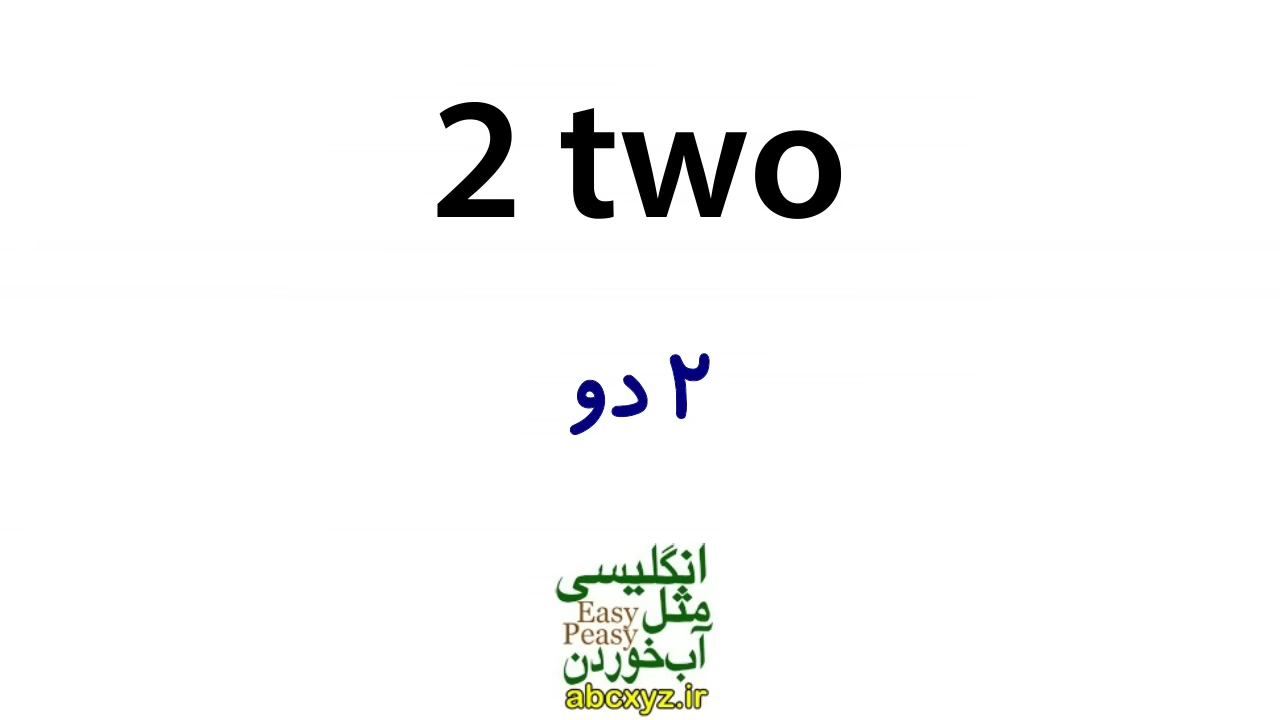 2 two
۲ دو
انگلیسی
مثل
Easy
Peasy
آب خوردن
abcxyz.ir